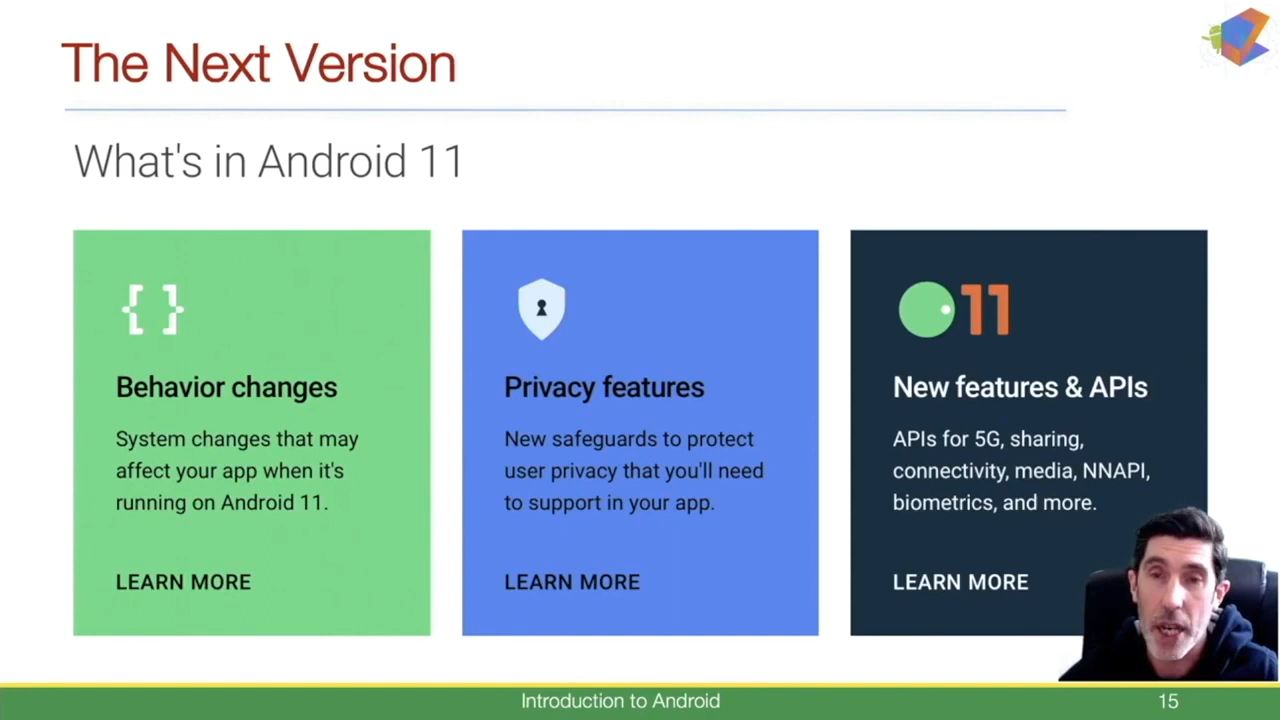 The Next Version
What's in Android 11
{ }
Behavior changes
System changes that may
affect your app when it's
running on Android 11.
LEARN MORE
Privacy features
New safeguards to protect
user privacy that you'll need
to support in your app.
LEARN MORE
11
New features & APIs
APIs for 5G, sharing,
connectivity, media, NNAPI,
biometrics, and more.
LEARN MORE
Introduction to Android
15